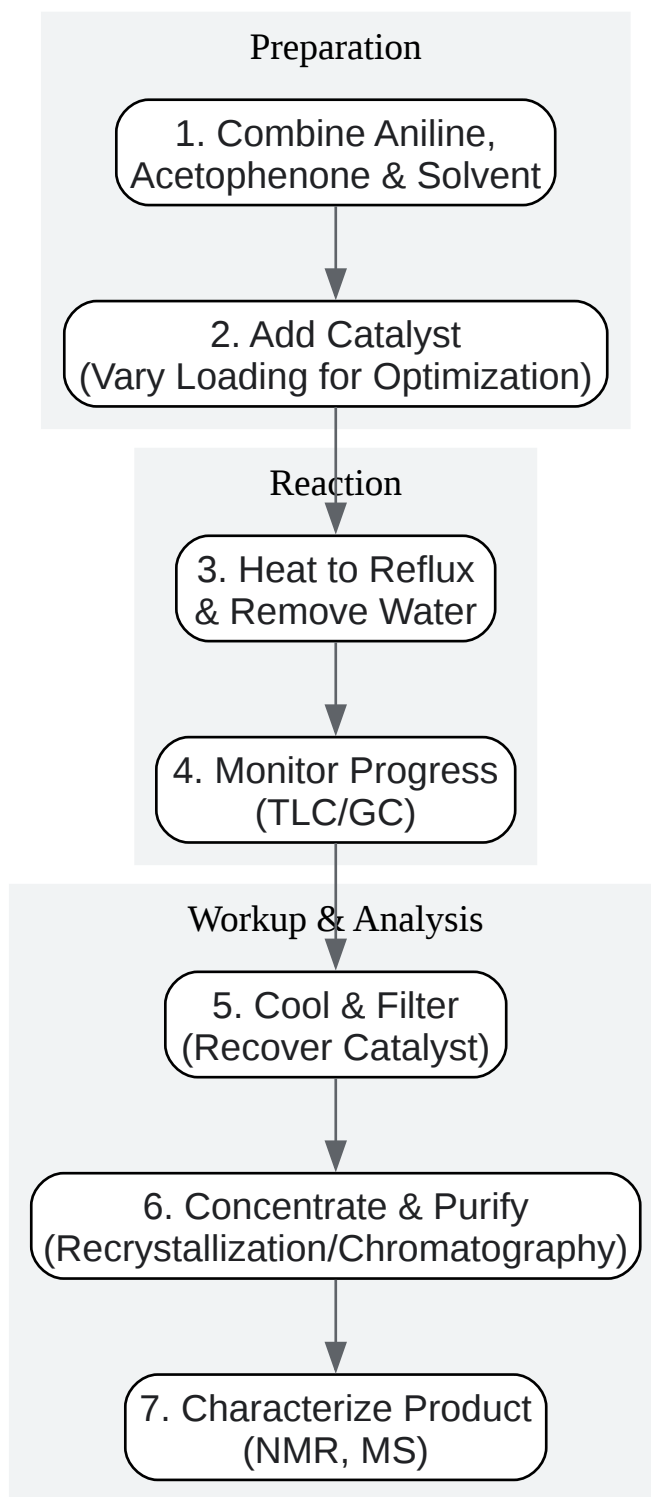 Preparation
1. Combine Aniline,
Acetophenone & Solvent
2. Add Catalyst
(Vary Loading for Optimization)
Reaction
3. Heat to Reflux
& Remove Water
4. Monitor Progress
(TLC/GC)
Workup & Analysis
5. Cool & Filter
(Recover Catalyst)
6. Concentrate & Purify
(Recrystallization/Chromatography)
7. Characterize Product
(NMR, MS)